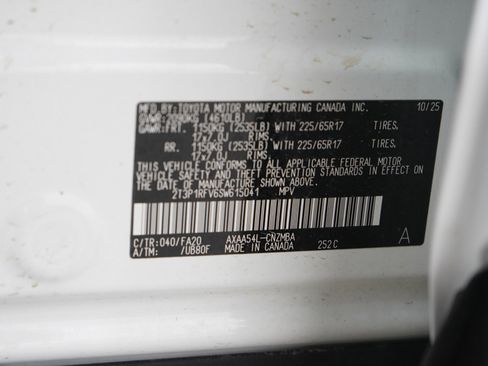 MFD.BY:TOYOTA MOTOR MANUFACTURING CANADA INC. 10/25
GVWR:2090KG (4610LB)
GAWR:FRT. 1150KG (2535LB) WITH 225/65R17 TIRES,
17x7.0J RIMS.
RR. 1150KG (2535LB) WITH 225/65R17 TIRES,
17x7.0J RIMS.
THIS VEHICLE CONFORMS TO ALL APPLICABLE FEDERAL MOTOR
VEHICLE SAFETY STANDARDS IN EFFECT ON THE DATE OF
MANUFACTURE SHOWN ABOVE.
2T3P1RFV6SW615041 MPV
C/TR:040/FA20 AXAA54L-CNZMBA
A/TM: /UB80F MADE IN CANADA 252C A